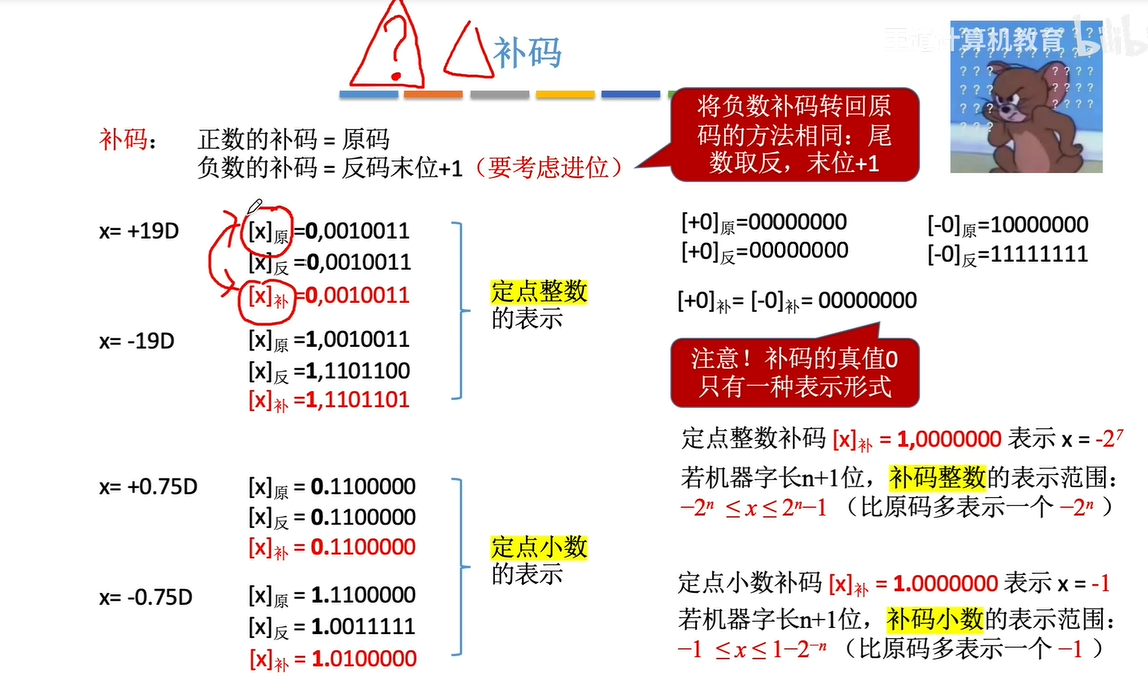 ?
补码
王道计算机教育
bilib
补码： 正数的补码 = 原码
负数的补码 = 反码末位+1（要考虑进位）
将负数补码转回原
码的方法相同：尾
数取反，末位+1
x= +19D
[x]原 =0,0010011
[x]反 =0,0010011
[x]补 =0,0010011
x= -19D
[x]原 =1,0010011
[x]反 =1,1101100
[x]补 =1,1101101
定点整数
的表示
x= +0.75D
[x]原 = 0.1100000
[x]反 = 0.1100000
[x]补 = 0.1100000
x= -0.75D
[x]原 = 1.1100000
[x]反 = 1.0011111
[x]补 = 1.0100000
定点小数
的表示
[+0]原=00000000 [-0]原=10000000
[+0]反=00000000 [-0]反=11111111
[+0]补= [-0]补= 00000000
注意！补码的真值0
只有一种表示形式
定点整数补码 [x]补 = 1,0000000 表示 x = -2⁷
若机器字长n+1位，补码整数的表示范围：
−2ⁿ ≤ x ≤ 2ⁿ−1 （比原码多表示一个 −2ⁿ ）
定点小数补码 [x]补 = 1.0000000 表示 x = -1
若机器字长n+1位，补码小数的表示范围：
−1 ≤ x ≤ 1−2⁻ⁿ （比原码多表示一个 −1 ）